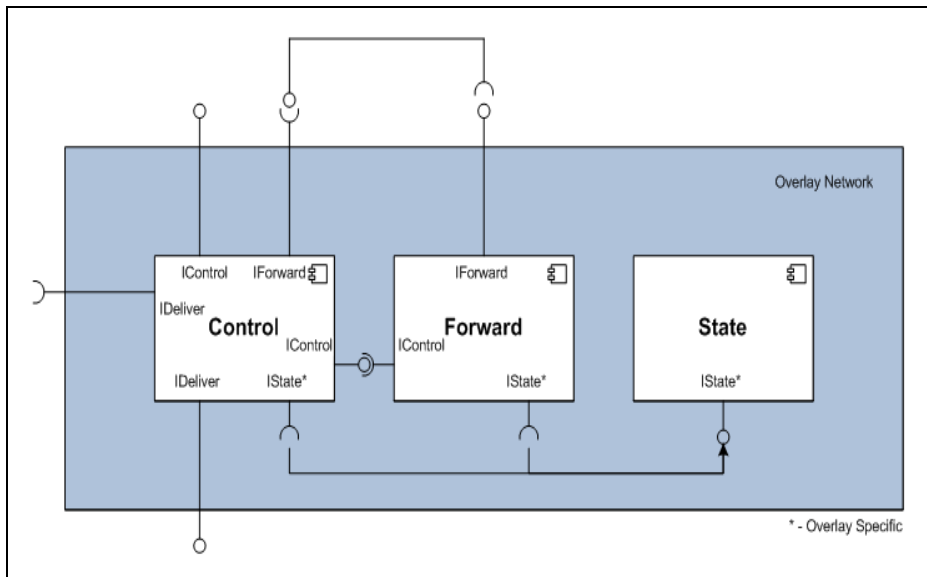 Overlay Network
IControl IForward
IForward
IDeliver
Control
Forward
State
IControl
IControl
IDeliver
IState*
IState*
IState*
* - Overlay Specific